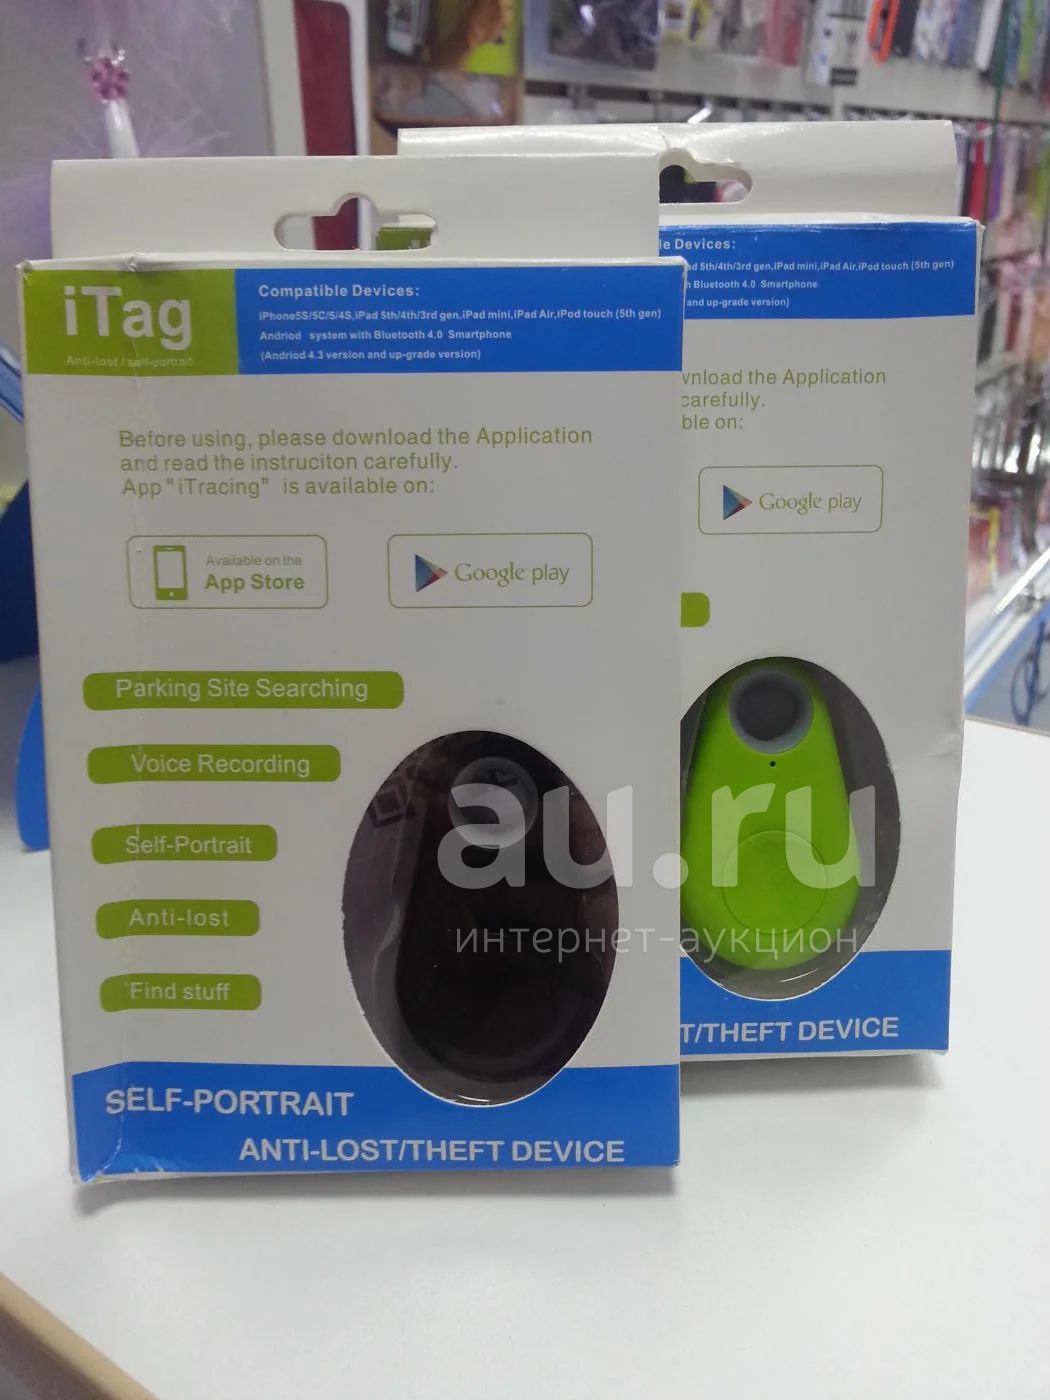 iTag
Anti-lost / self-portrait
Compatible Devices:
iPhone5S/5C/5/4S,iPad 5th/4th/3rd gen,iPad mini,iPad Air,iPod touch (5th gen)
Andriod system with Bluetooth 4.0 Smartphone
(Andriod 4.3 version and up-grade version)
Before using, please download the Application
and read the instruciton carefully.
App "iTracing" is available on:
Available on the
App Store
Google play
Parking Site Searching
Voice Recording
Self-Portrait
Anti-lost
Find stuff
SELF-PORTRAIT
ANTI-LOST/THEFT DEVICE
le Devices:
ad 5th/4th/3rd gen,iPad mini,iPad Air,iPod touch (5th gen)
h Bluetooth 4.0 Smartphone
and up-grade version)
wnload the Application
carefully.
ble on:
Google play
T/THEFT DEVICE
au.ru
интернет-аукцион